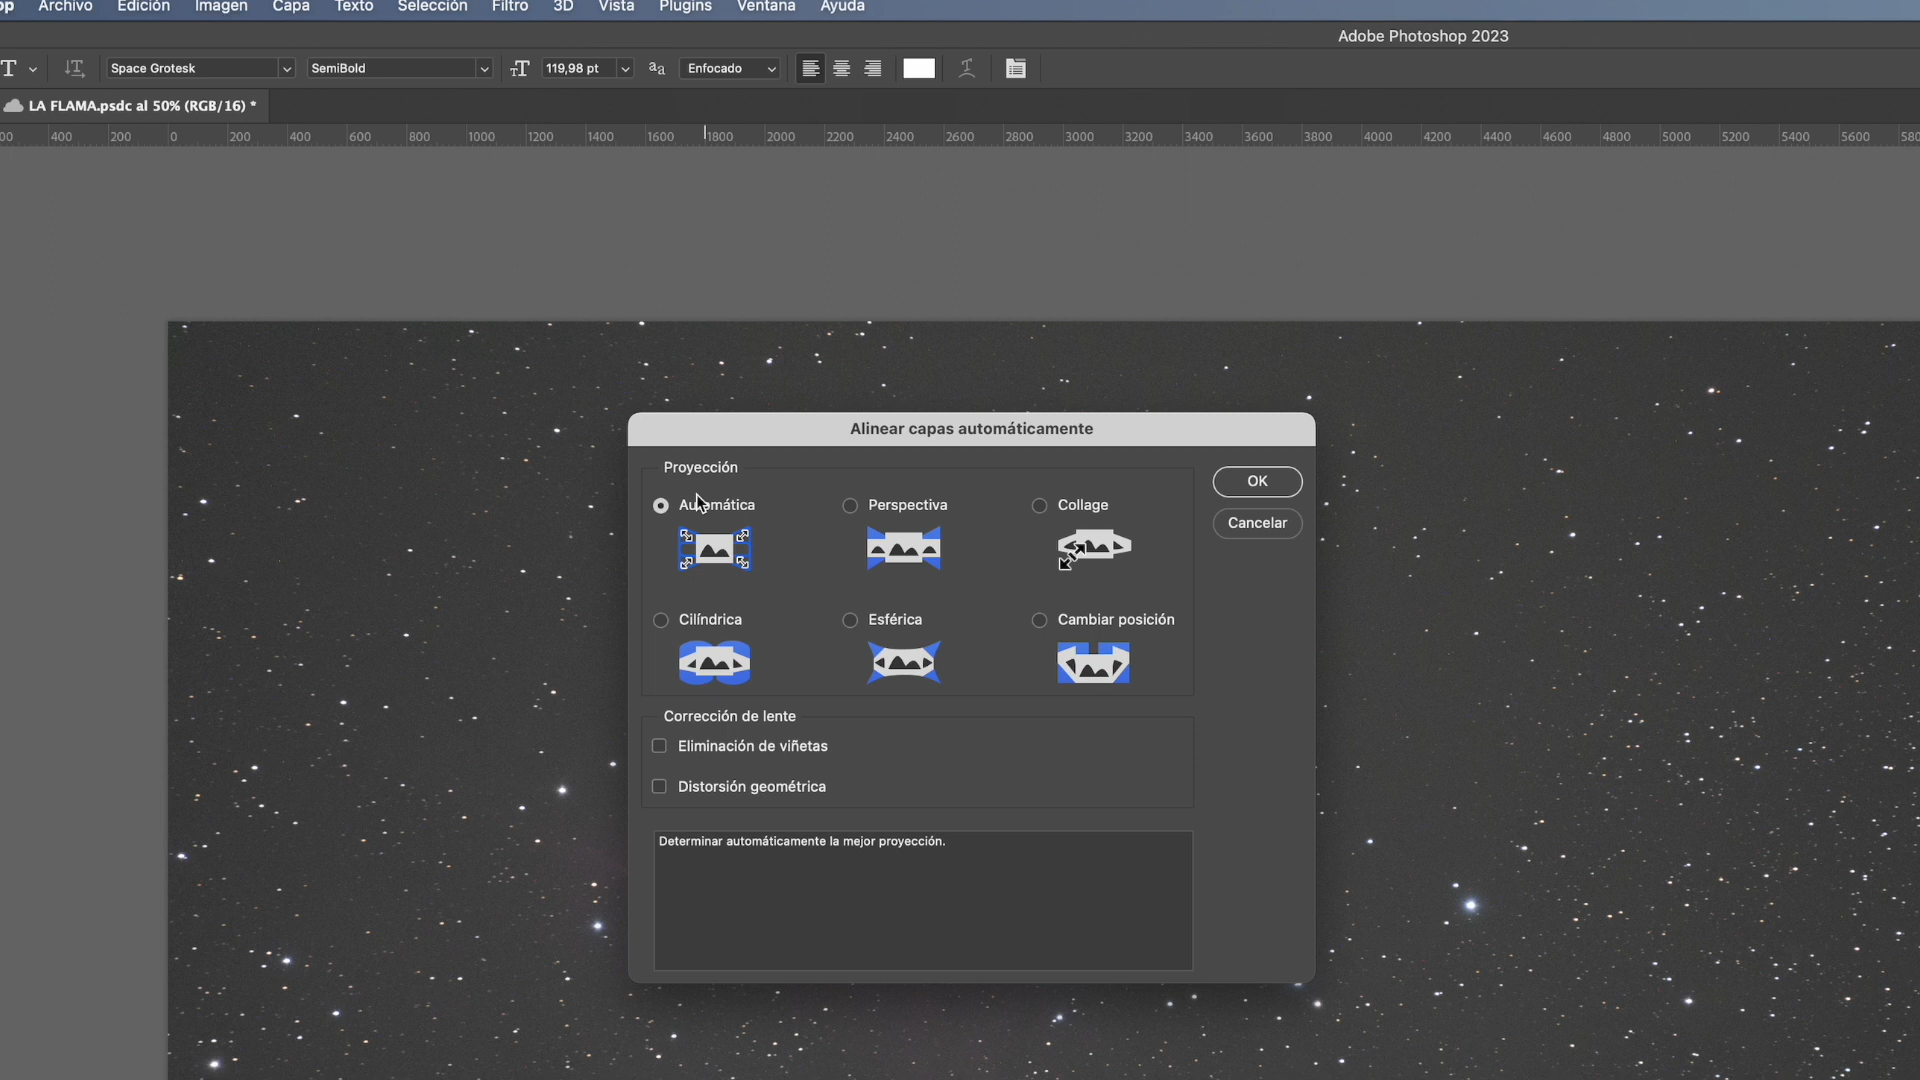 op Archivo Edición Imagen Capa Texto Selección Filtro 3D Vista Plugins Ventana Ayuda
Adobe Photoshop 2023
T Space Grotesk SemiBold 119,98 pt aa Enfocado
LA FLAMA.psdc al 50% (RGB/16) *
00 400 200 0 200 400 600 800 1000 1200 1400 1600 1800 2000 2200 2400 2600 2800 3000 3200 3400 3600 3800 4000 4200 4400 4600 4800 5000 5200 5400 5600 580
Alinear capas automáticamente
Proyección
OK
Automática Perspectiva Collage
Cancelar
Cilíndrica Esférica Cambiar posición
Corrección de lente
Eliminación de viñetas
Distorsión geométrica
Determinar automáticamente la mejor proyección.